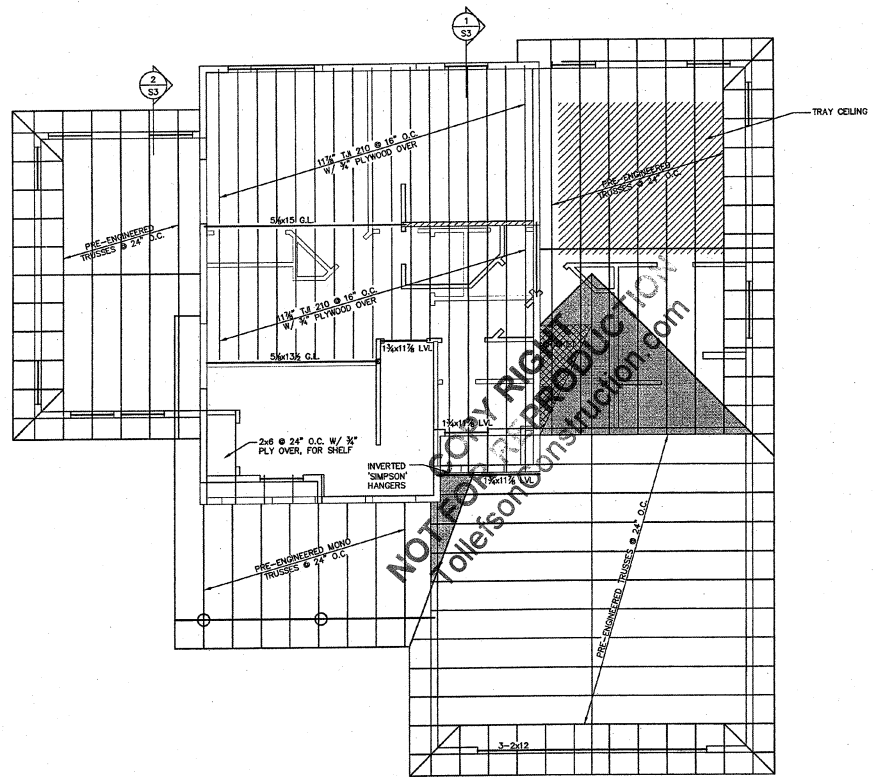 1
S3
2
S3
TRAY CEILING
11⅞" TJI 210 @ 16" O.C.
W/ ¾" PLYWOOD OVER
PRE-ENGINEERED
TRUSSES @ 24" O.C.
PRE-ENGINEERED
TRUSSES @ 24" O.C.
5⅛x15 G.L.
11⅞" TJI 210 @ 16" O.C.
W/ ¾" PLYWOOD OVER
5⅛x13½ G.L.
1¾x11⅞ LVL
1¾x11⅞ LVL
2x6 @ 24" O.C. W/ ¾"
PLY OVER, FOR SHELF
INVERTED
'SIMPSON'
HANGERS
1¾x11⅞ LVL
COPY RIGHT
NOT FOR REPRODUCTION
TollefsonConstruction.com
PRE-ENGINEERED MONO
TRUSSES @ 24" O.C.
PRE-ENGINEERED TRUSSES @ 24" O.C.
3-2x12